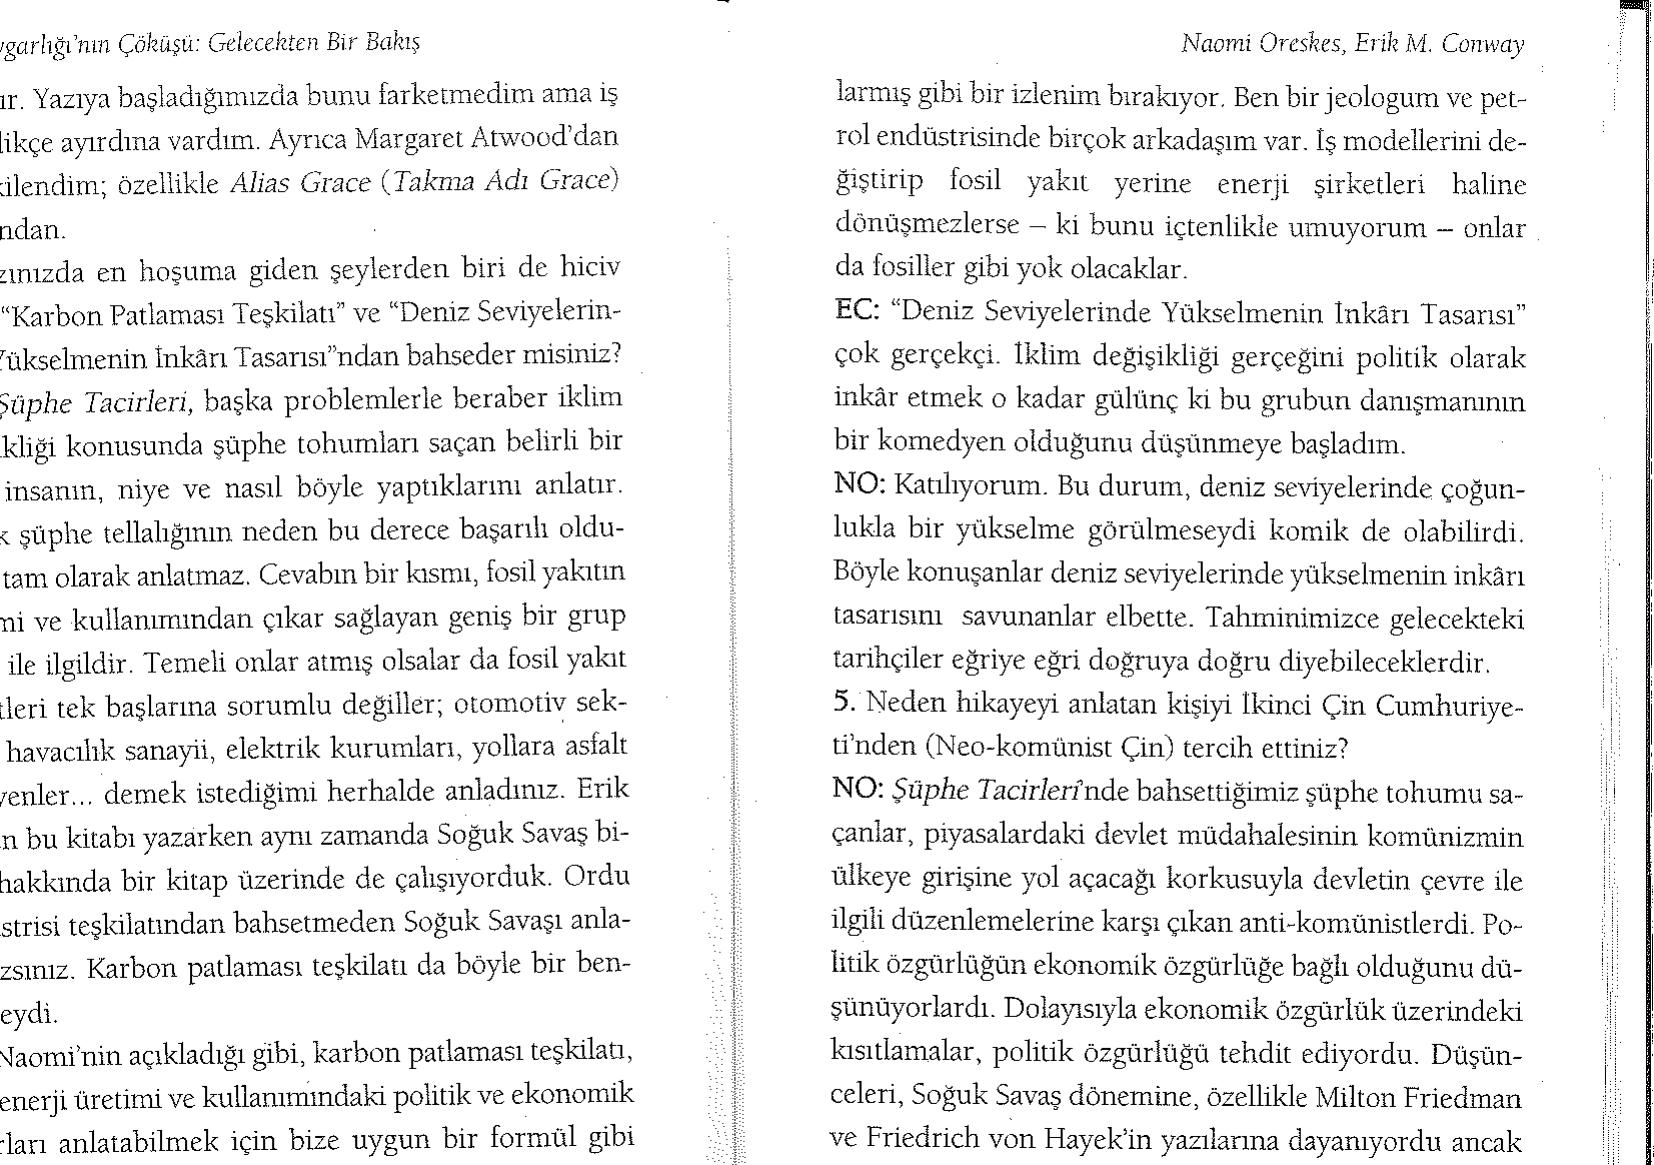 ygarlığı'nın Çöküşü: Gelecekten Bir Bakış
ır. Yazıya başladığımızda bunu farketmedim ama iş
likçe ayırdına vardım. Ayrıca Margaret Atwood'dan
kilendim; özellikle Alias Grace (Takma Adı Grace)
ndan.
zınızda en hoşuma giden şeylerden biri de hiciv
"Karbon Patlaması Teşkilatı" ve "Deniz Seviyelerin-
Yükselmenin İnkârı Tasarısı"ndan bahseder misiniz?
Şüphe Tacirleri, başka problemlerle beraber iklim
kliği konusunda şüphe tohumları saçan belirli bir
insanın, niye ve nasıl böyle yaptıklarını anlatır.
k şüphe tellalığının neden bu derece başarılı oldu-
tam olarak anlatmaz. Cevabın bir kısmı, fosil yakıtın
mi ve kullanımından çıkar sağlayan geniş bir grup
ile ilgildir. Temeli onlar atmış olsalar da fosil yakıt
tleri tek başlarına sorumlu değiller; otomotiv sek-
havacılık sanayii, elektrik kurumları, yollara asfalt
yenler... demek istediğimi herhalde anladınız. Erik
n bu kitabı yazarken aynı zamanda Soğuk Savaş bi-
hakkında bir kitap üzerinde de çalışıyorduk. Ordu
strisi teşkilatından bahsetmeden Soğuk Savaşı anla-
zsınız. Karbon patlaması teşkilatı da böyle bir ben-
eydi.
Naomi'nin açıkladığı gibi, karbon patlaması teşkilatı,
enerji üretimi ve kullanımındaki politik ve ekonomik
rları anlatabilmek için bize uygun bir formül gibi
Naomi Oreskes, Erik M. Conway
larmış gibi bir izlenim bırakıyor. Ben bir jeologum ve pet-
rol endüstrisinde birçok arkadaşım var. İş modellerini de-
ğiştirip fosil yakıt yerine enerji şirketleri haline
dönüşmezlerse – ki bunu içtenlikle umuyorum – onlar
da fosiller gibi yok olacaklar.
EC: "Deniz Seviyelerinde Yükselmenin İnkârı Tasarısı"
çok gerçekçi. İklim değişikliği gerçeğini politik olarak
inkâr etmek o kadar gülünç ki bu grubun danışmanının
bir komedyen olduğunu düşünmeye başladım.
NO: Katılıyorum. Bu durum, deniz seviyelerinde çoğun-
lukla bir yükselme görülmeseydi komik de olabilirdi.
Böyle konuşanlar deniz seviyelerinde yükselmenin inkârı
tasarısını savunanlar elbette. Tahminimizce gelecekteki
tarihçiler eğriye eğri doğruya doğru diyebileceklerdir.
5. Neden hikayeyi anlatan kişiyi İkinci Çin Cumhuriye-
ti'nden (Neo-komünist Çin) tercih ettiniz?
NO: Şüphe Tacirleri'nde bahsettiğimiz şüphe tohumu sa-
çanlar, piyasalardaki devlet müdahalesinin komünizmin
ülkeye girişine yol açacağı korkusuyla devletin çevre ile
ilgili düzenlemelerine karşı çıkan anti-komünistlerdi. Po-
litik özgürlüğün ekonomik özgürlüğe bağlı olduğunu dü-
şünüyorlardı. Dolayısıyla ekonomik özgürlük üzerindeki
kısıtlamalar, politik özgürlüğü tehdit ediyordu. Düşün-
celeri, Soğuk Savaş dönemine, özellikle Milton Friedman
ve Friedrich von Hayek'in yazılarına dayanıyordu ancak